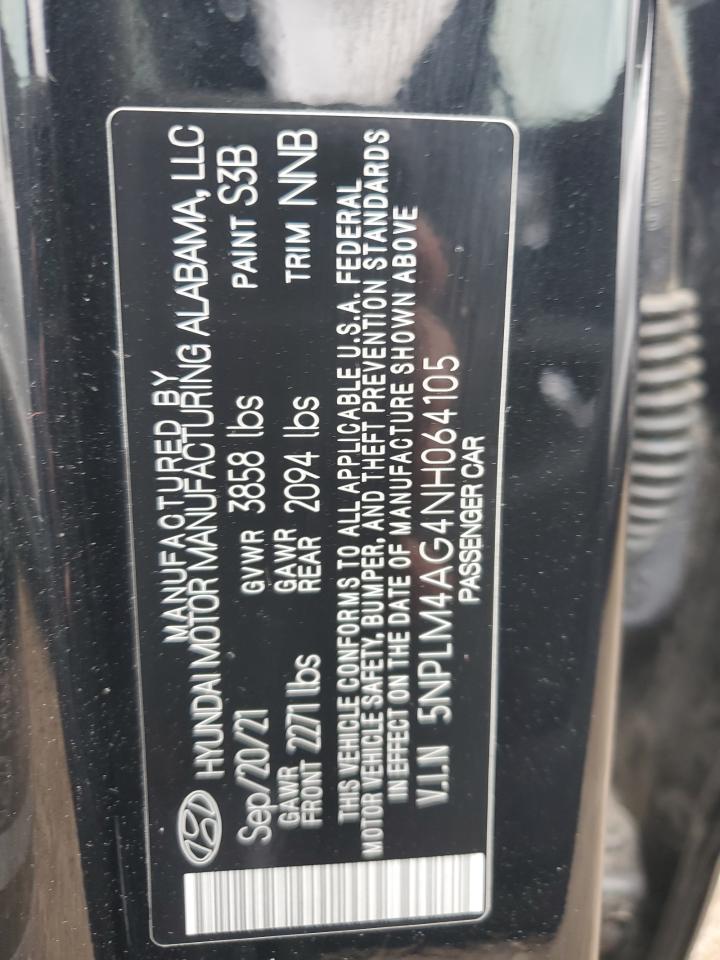 MANUFACTURED BY
HYUNDAI MOTOR MANUFACTURING ALABAMA, LLC
Sep/20/21 GVWR 3858 lbs PAINT S3B
GAWR FRONT 2271 lbs GAWR REAR 2094 lbs TRIM NNB
THIS VEHICLE CONFORMS TO ALL APPLICABLE U.S.A. FEDERAL
MOTOR VEHICLE SAFETY, BUMPER, AND THEFT PREVENTION STANDARDS
IN EFFECT ON THE DATE OF MANUFACTURE SHOWN ABOVE
V.I.N 5NPLM4AG4NH064105
PASSENGER CAR